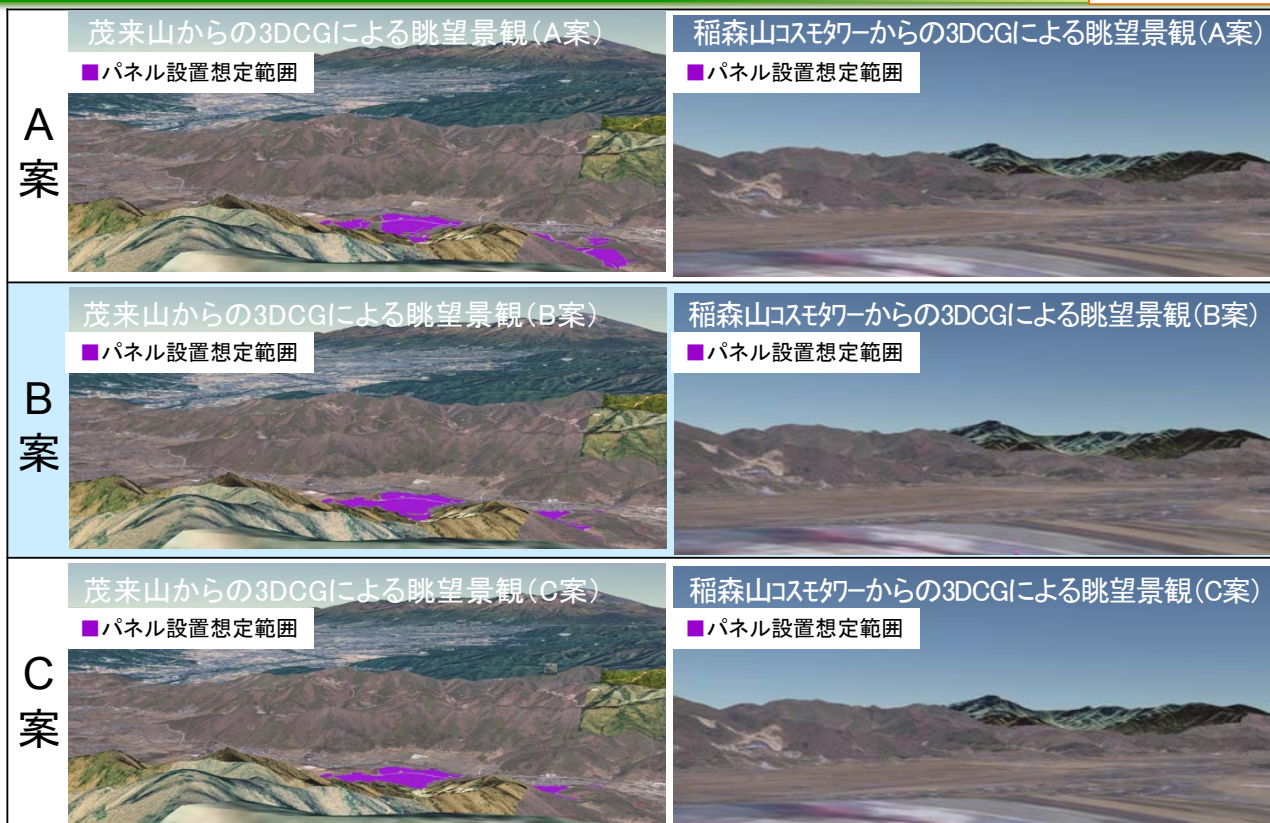 A案
茂来山からの3DCGによる眺望景観(A案)
■パネル設置想定範囲
稲森山コスモタワーからの3DCGによる眺望景観(A案)
■パネル設置想定範囲
B案
茂来山からの3DCGによる眺望景観(B案)
■パネル設置想定範囲
稲森山コスモタワーからの3DCGによる眺望景観(B案)
■パネル設置想定範囲
C案
茂来山からの3DCGによる眺望景観(C案)
■パネル設置想定範囲
稲森山コスモタワーからの3DCGによる眺望景観(C案)
■パネル設置想定範囲